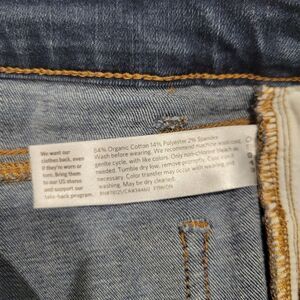 We want our
clothes back, even
if they're worn or
torn. Bring them
to our US stores
and support our
take-back program.
84% Organic Cotton 14% Polyester 2% Spandex
Wash before wearing. We recommend machine wash cold,
gentle cycle, with like colors. Only non-chlorine bleach as
needed. Tumble dry low, remove promptly. Cool iron if
necessary. Color transfer may occur with
washing. May be dry cleaned.